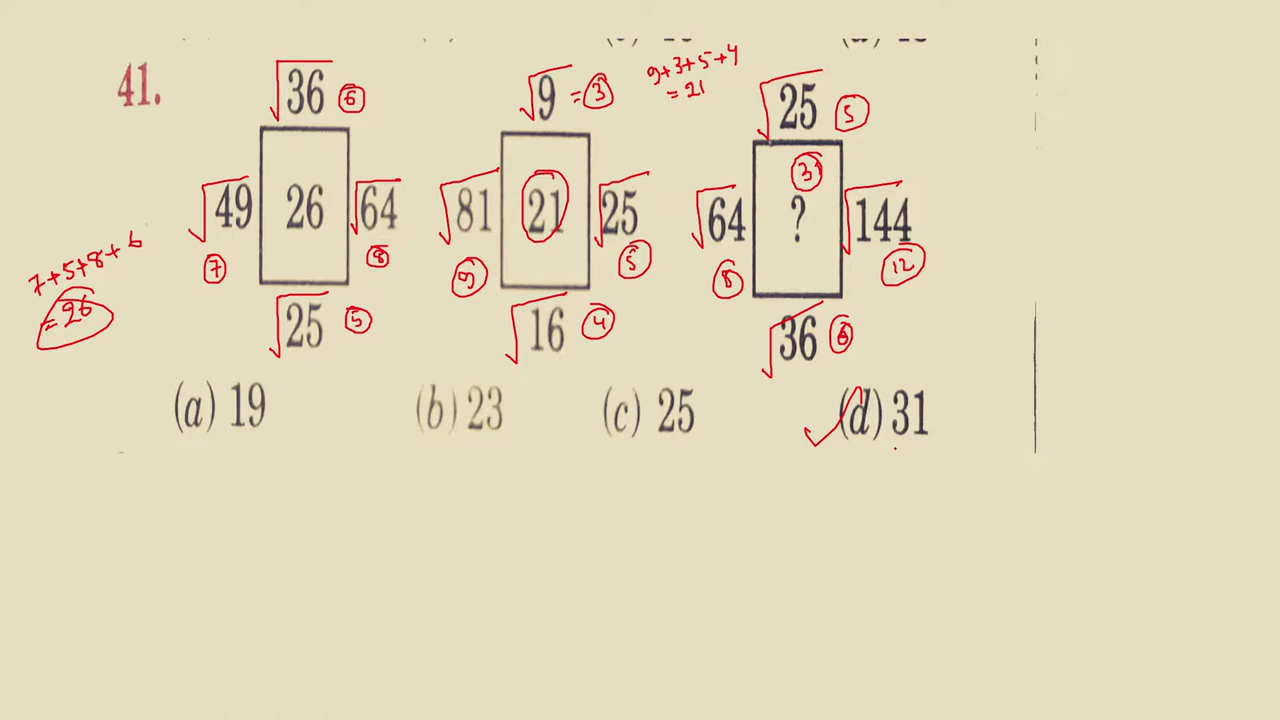 41.
√36 6
√49 26 √64
7 8
√25 5
7+5+8+6
=26
√9 = 3
√81 21 √25
9 5
√16 4
9+3+5+4
= 21
√25 5
31
√64 ? √144
8 12
√36 6
(a) 19 (b) 23 (c) 25 (d) 31